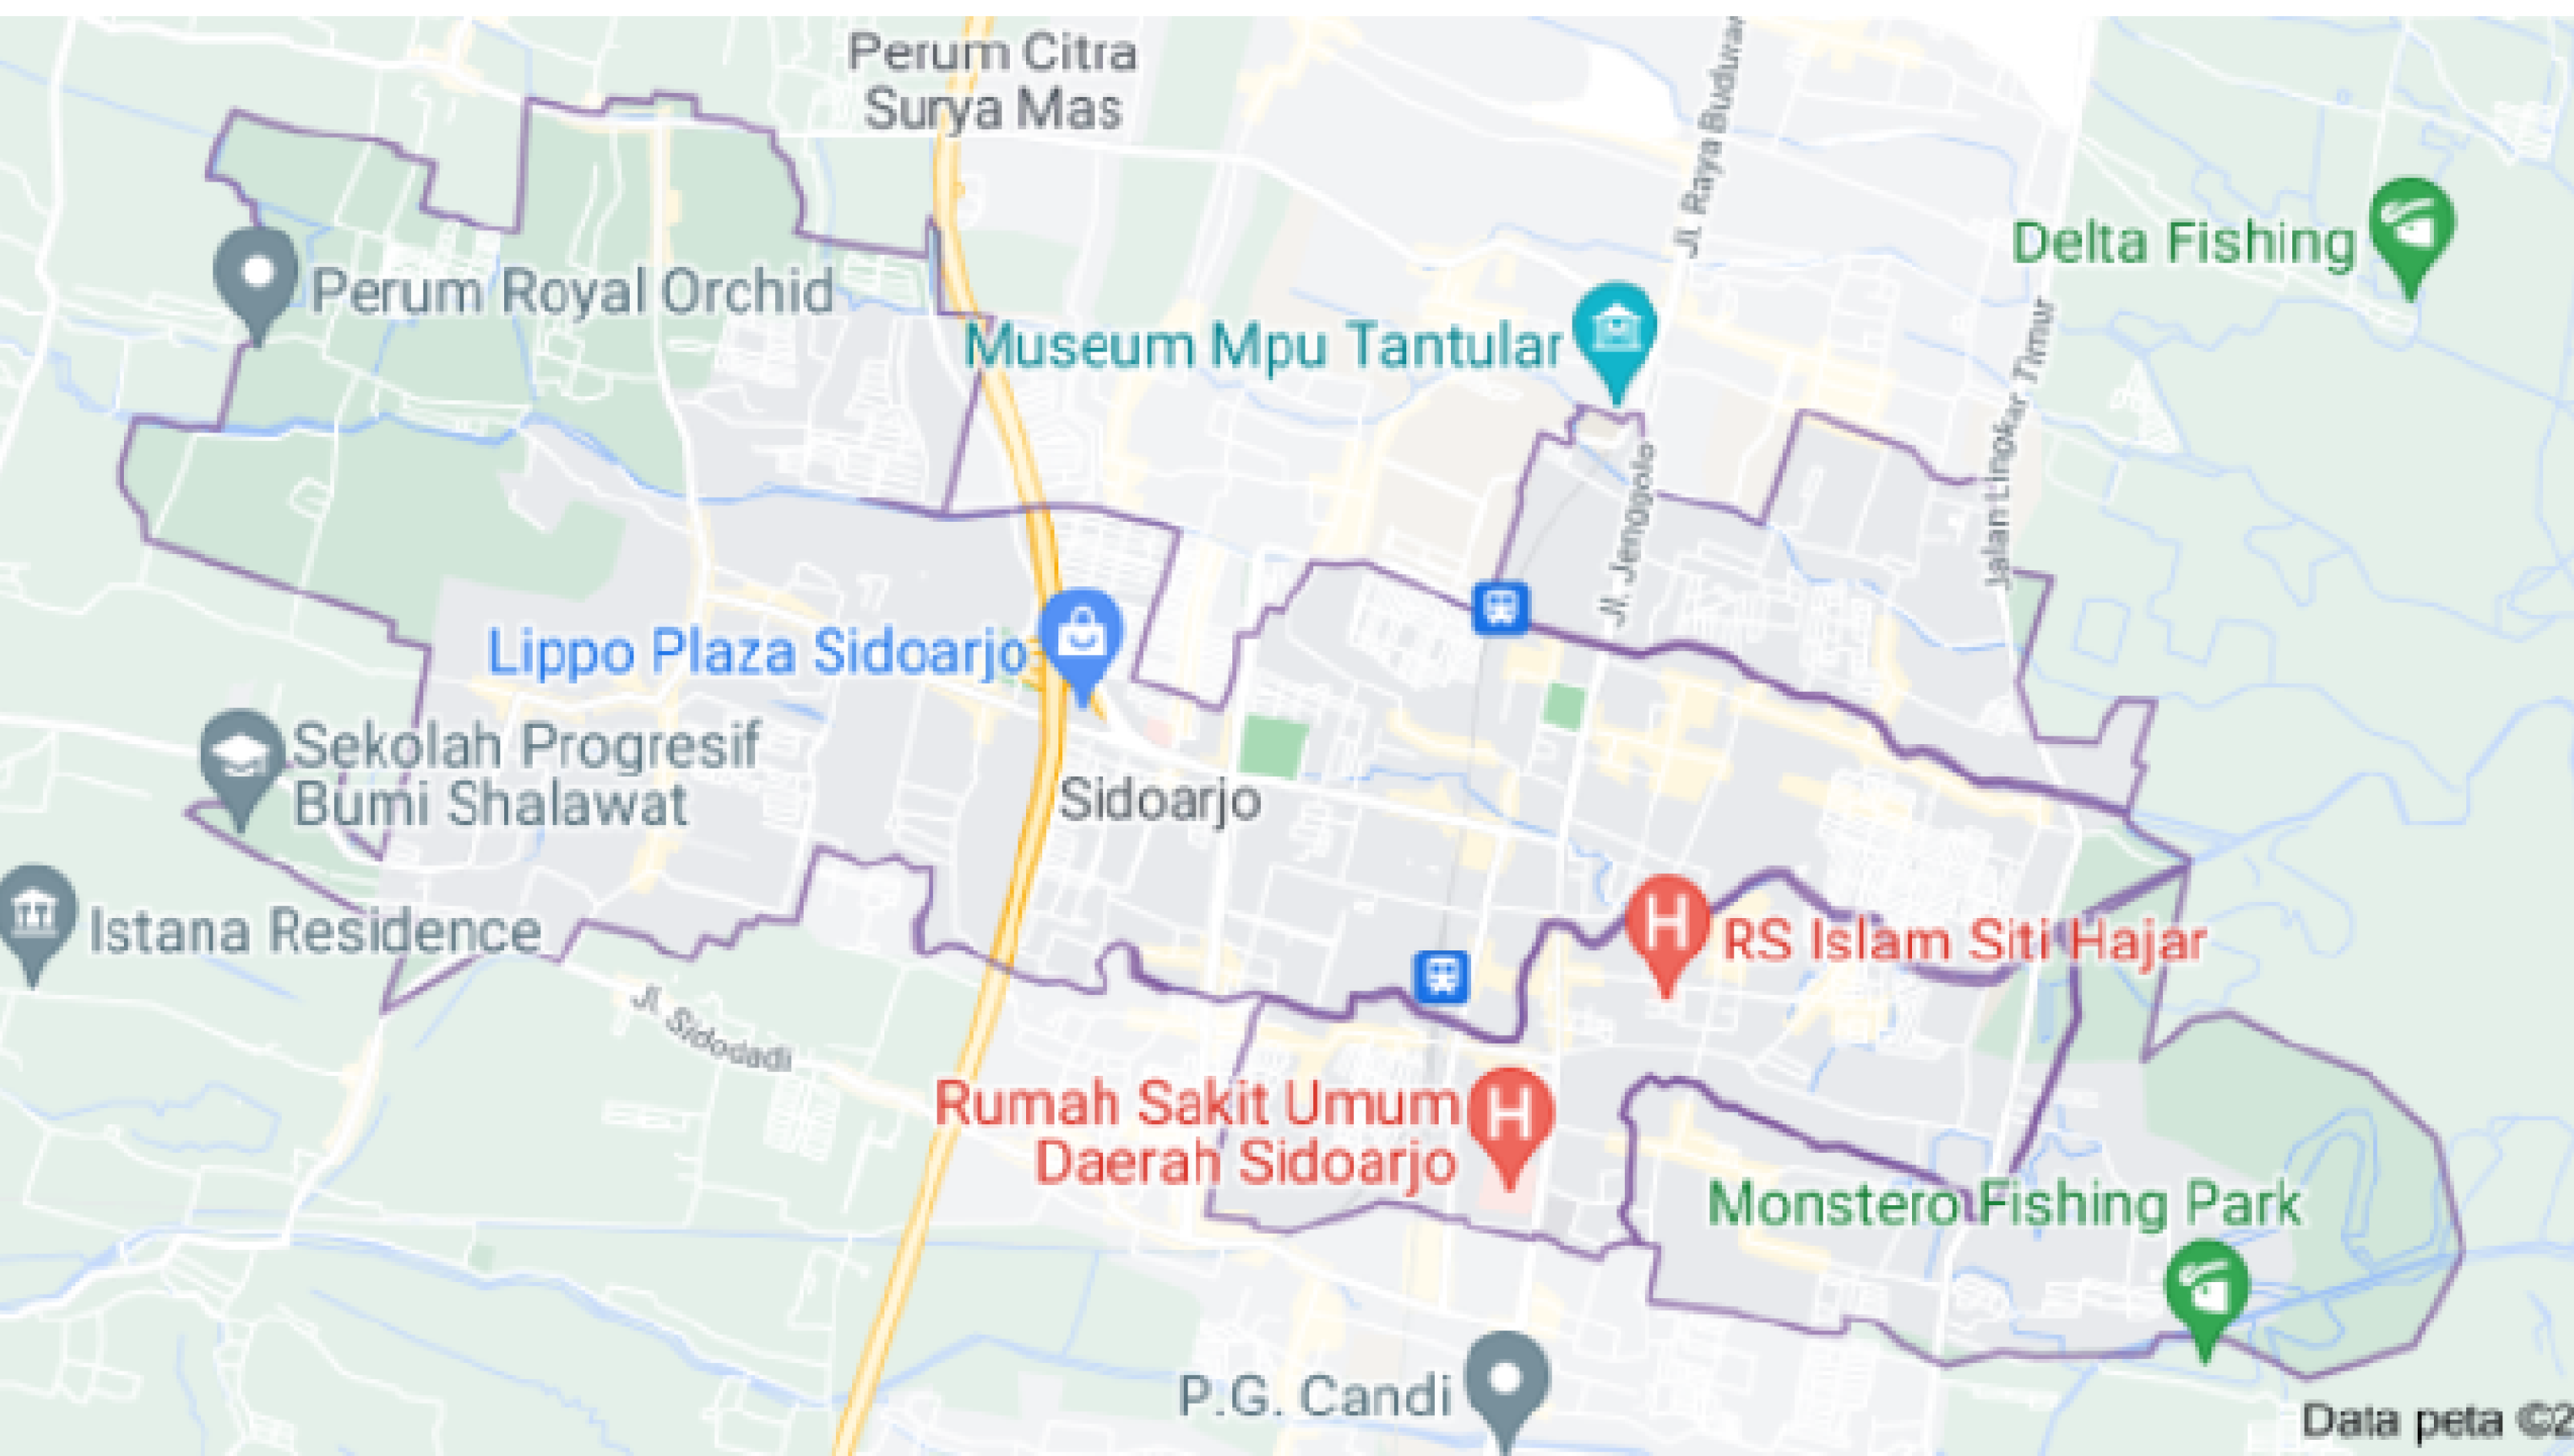 Perum Citra
Surya Mas
Jl. Raya Buduran
Delta Fishing
Perum Royal Orchid
Museum Mpu Tantular
Jalan Lingkar Timur
Jl. Jenggolo
Lippo Plaza Sidoarjo
Sekolah Progresif
Bumi Shalawat
Sidoarjo
Istana Residence
RS Islam Siti Hajar
Jl. Sidodadi
Rumah Sakit Umum
Daerah Sidoarjo
Monstero Fishing Park
P.G. Candi
Data peta ©2